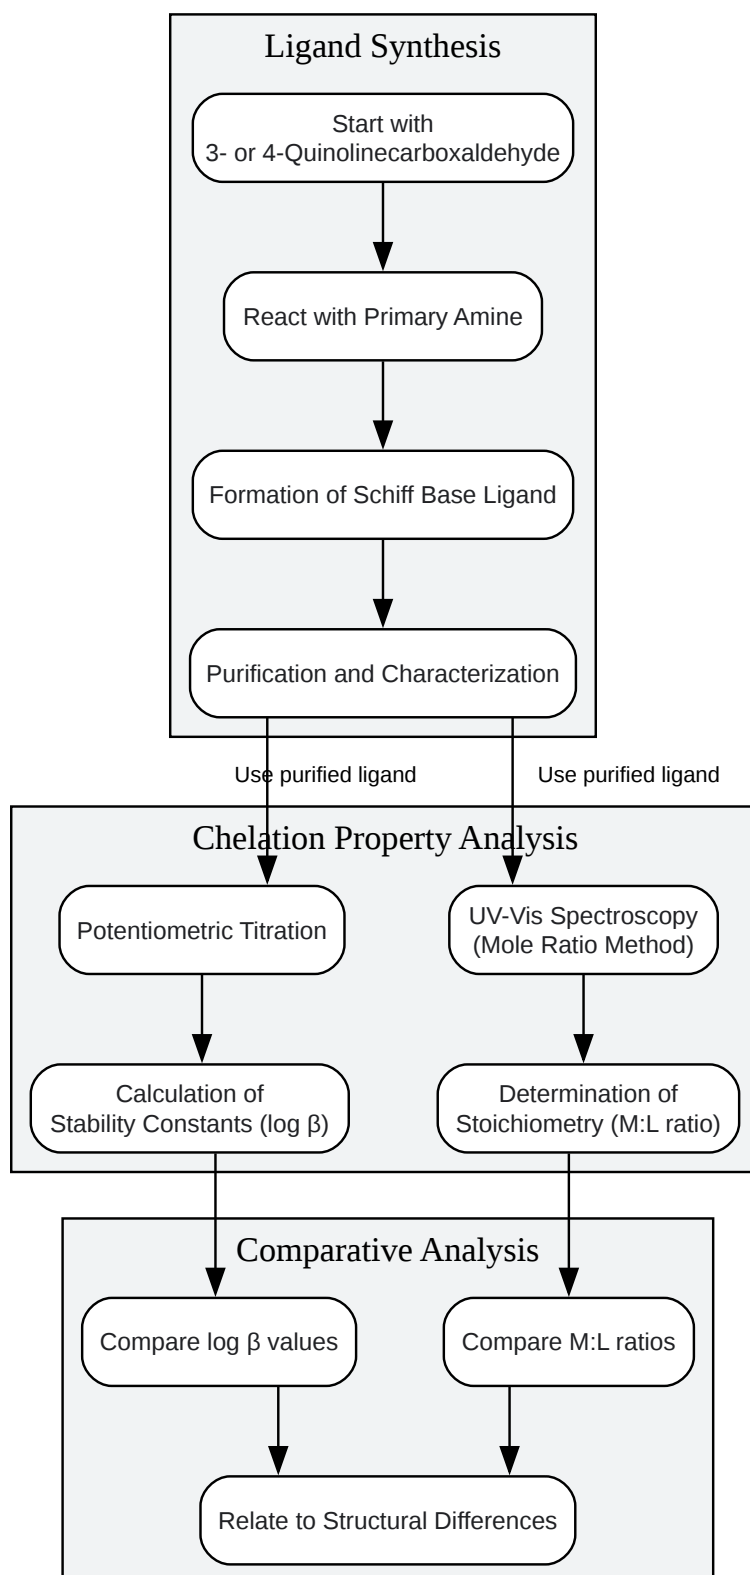 Ligand Synthesis
Start with
3- or 4-Quinolinecarboxaldehyde
React with Primary Amine
Formation of Schiff Base Ligand
Purification and Characterization
Use purified ligand
Use purified ligand
Chelation Property Analysis
Potentiometric Titration
UV-Vis Spectroscopy
(Mole Ratio Method)
Calculation of
Stability Constants (log β)
Determination of
Stoichiometry (M:L ratio)
Comparative Analysis
Compare log β values
Compare M:L ratios
Relate to Structural Differences